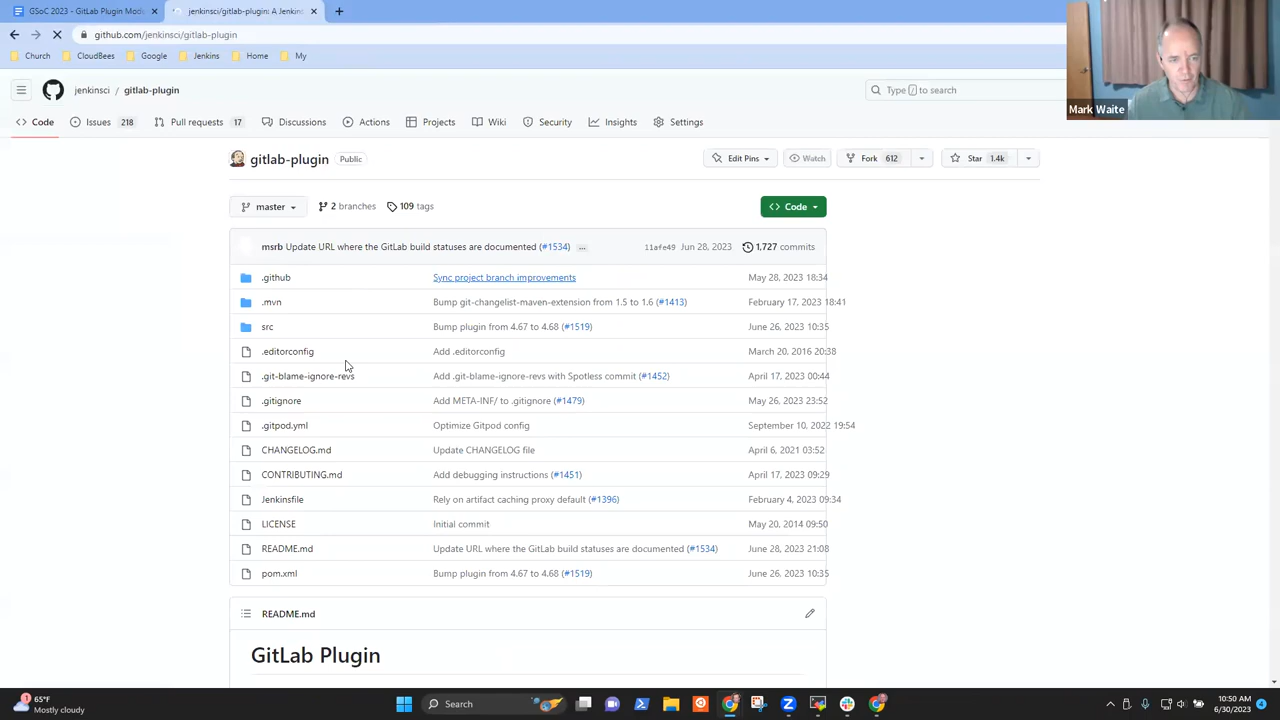 GSoC 2023 - GitLab Plugin Mode
jenkinsci/gitlab-plugin: A Jenkin
github.com/jenkinsci/gitlab-plugin
Church
CloudBees
Google
Jenkins
Home
My
jenkinsci / gitlab-plugin
Type / to search
Mark Waite
Code
Issues 218
Pull requests 17
Discussions
Actions
Projects
Wiki
Security
Insights
Settings
gitlab-plugin Public
Edit Pins
Watch
Fork 612
Star 1.4k
master
2 branches
109 tags
Code
msrb Update URL where the GitLab build statuses are documented (#1534) ... 11afe49 Jun 28, 2023 1,727 commits
.github Sync project branch improvements May 28, 2023 18:34
.mvn Bump git-changelist-maven-extension from 1.5 to 1.6 (#1413) February 17, 2023 18:41
src Bump plugin from 4.67 to 4.68 (#1519) June 26, 2023 10:35
.editorconfig Add .editorconfig March 20, 2016 20:38
.git-blame-ignore-revs Add .git-blame-ignore-revs with Spotless commit (#1452) April 17, 2023 00:44
.gitignore Add META-INF/ to .gitignore (#1479) May 26, 2023 23:52
.gitpod.yml Optimize Gitpod config September 10, 2022 19:54
CHANGELOG.md Update CHANGELOG file April 6, 2021 03:52
CONTRIBUTING.md Add debugging instructions (#1451) April 17, 2023 09:29
Jenkinsfile Rely on artifact caching proxy default (#1396) February 4, 2023 09:34
LICENSE Initial commit May 20, 2014 09:50
README.md Update URL where the GitLab build statuses are documented (#1534) June 28, 2023 21:08
pom.xml Bump plugin from 4.67 to 4.68 (#1519) June 26, 2023 10:35
README.md
GitLab Plugin
65°F
Mostly cloudy
Search
10:50 AM
6/30/2023